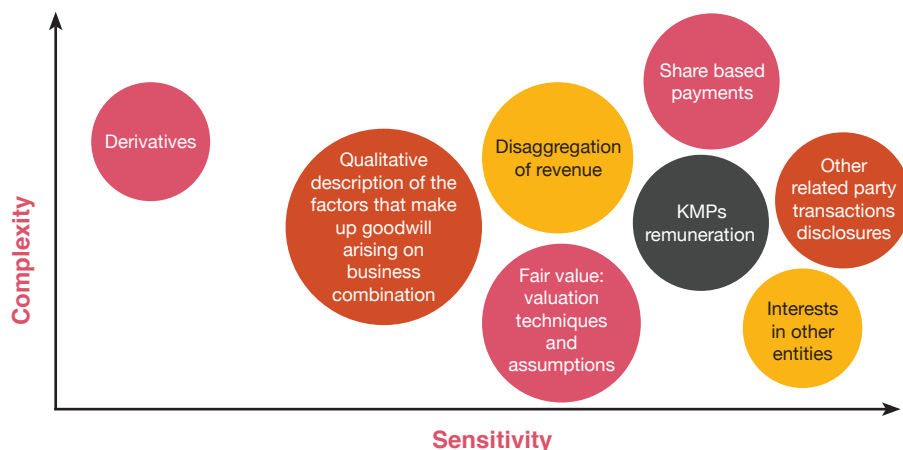 Complexity
Derivatives
Qualitative
description of the
factors that make
up goodwill
arising on
business
combination
Disaggregation
of revenue
Fair value:
valuation
techniques
and
assumptions
Share based
payments
KMPs
remuneration
Other
related party
transactions
disclosures
Interests
in other
entities
Sensitivity